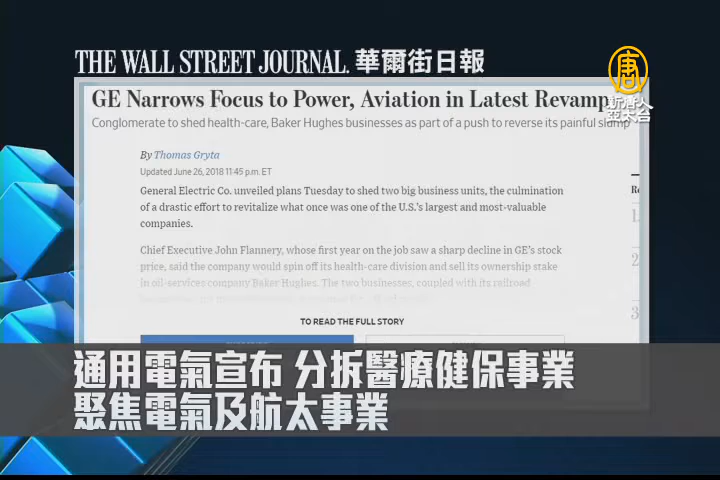 THE WALL STREET JOURNAL. 華爾街日報
唐
新唐人
亞太台
GE Narrows Focus to Power, Aviation in Latest Revamp
Conglomerate to shed health-care, Baker Hughes businesses as part of a push to reverse its painful slump
By Thomas Gryta
Updated June 26, 2018 11:45 p.m. ET
General Electric Co. unveiled plans Tuesday to shed two big business units, the culmination
of a drastic effort to revitalize what once was one of the U.S.'s largest and most-valuable
companies.
Chief Executive John Flannery, whose first year on the job saw a sharp decline in GE's stock
price, said the company would spin off its health-care division and sell its ownership stake
in oil-services company Baker Hughes. The two businesses, coupled with its railroad
TO READ THE FULL STORY
通用電氣宣布 分拆醫療健保事業
聚焦電氣及航太事業